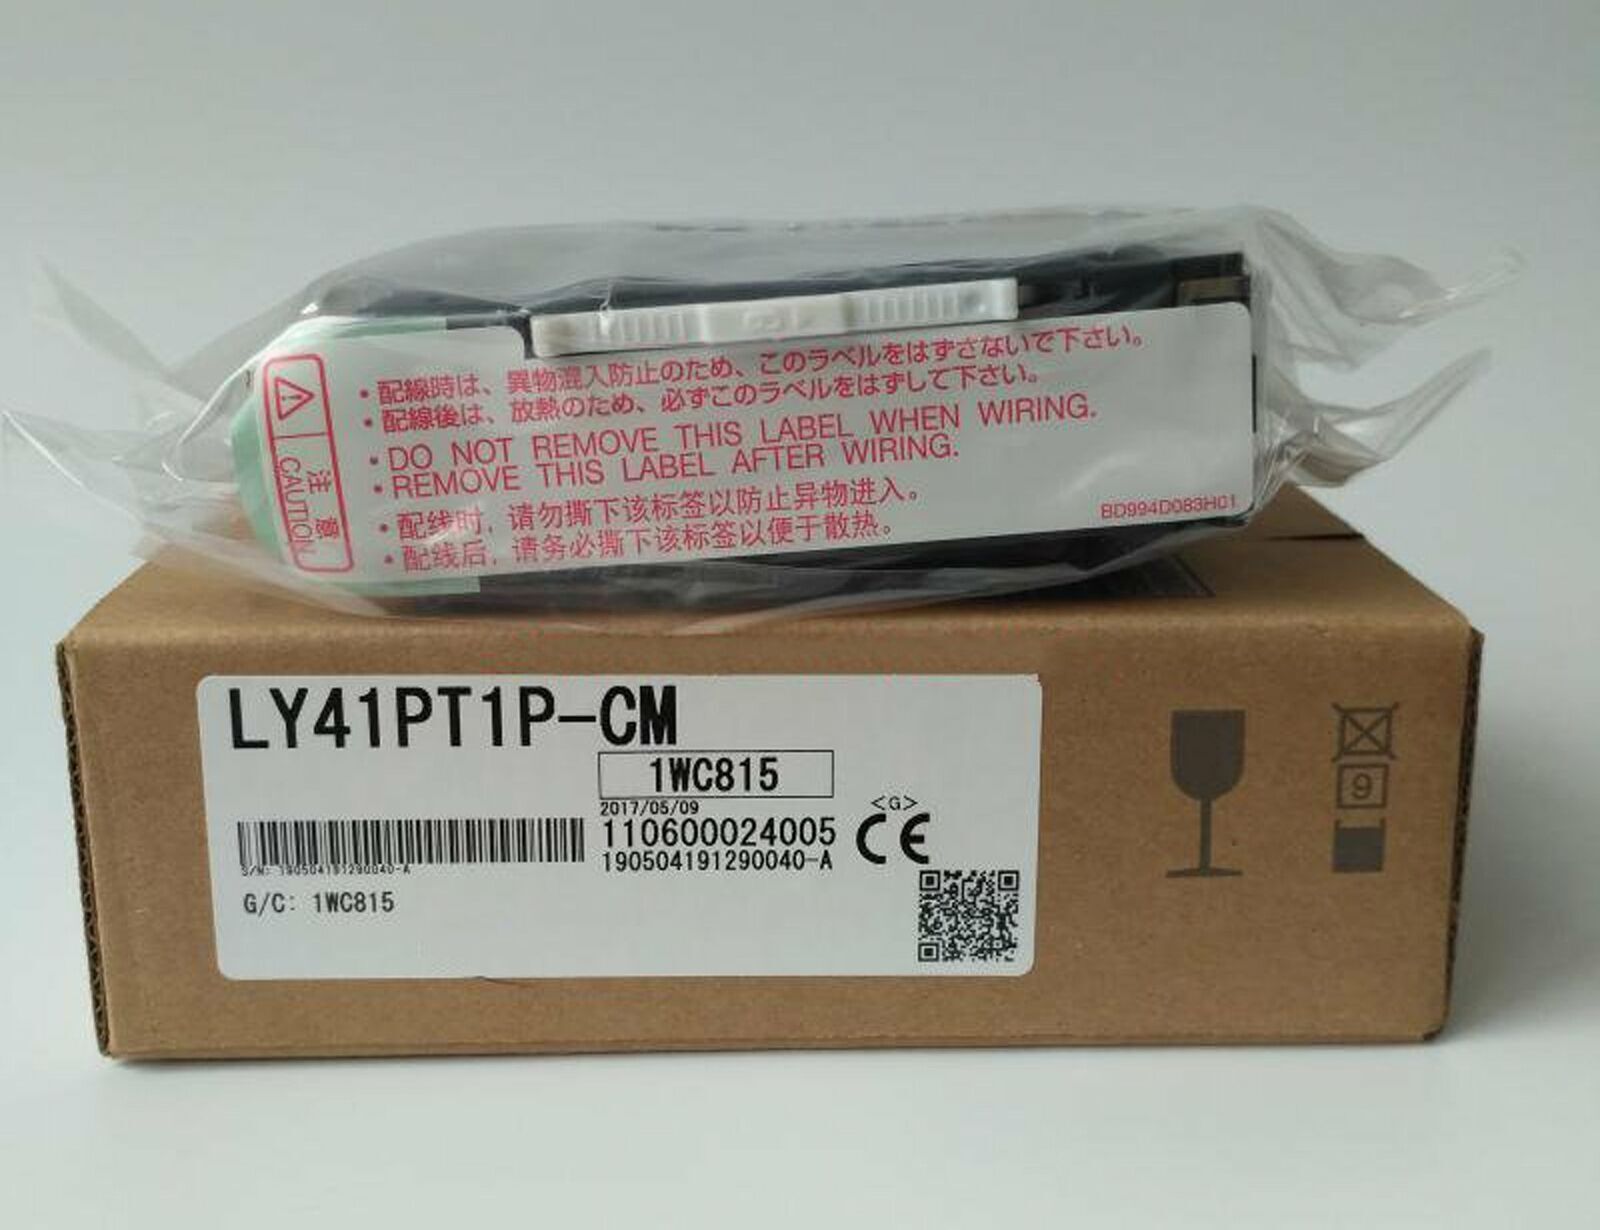 ・配線時は、異物混入防止のため、このラベルをはずさないで下さい。
・配線後は、放熱のため、必ずこのラベルをはずして下さい。
• DO NOT REMOVE THIS LABEL WHEN WIRING.
• REMOVE THIS LABEL AFTER WIRING.
• 配线时，请勿撕下该标签以防止异物进入。
• 配线后，请务必撕下该标签以便于散热。
注意
CAUTION
BD994D083H01
LY41PT1P-CM
1WC815
2017/05/09
110600024005
190504191290040-A
<G>
CE
S/N: 190504191290040-A
G/C: 1WC815
9